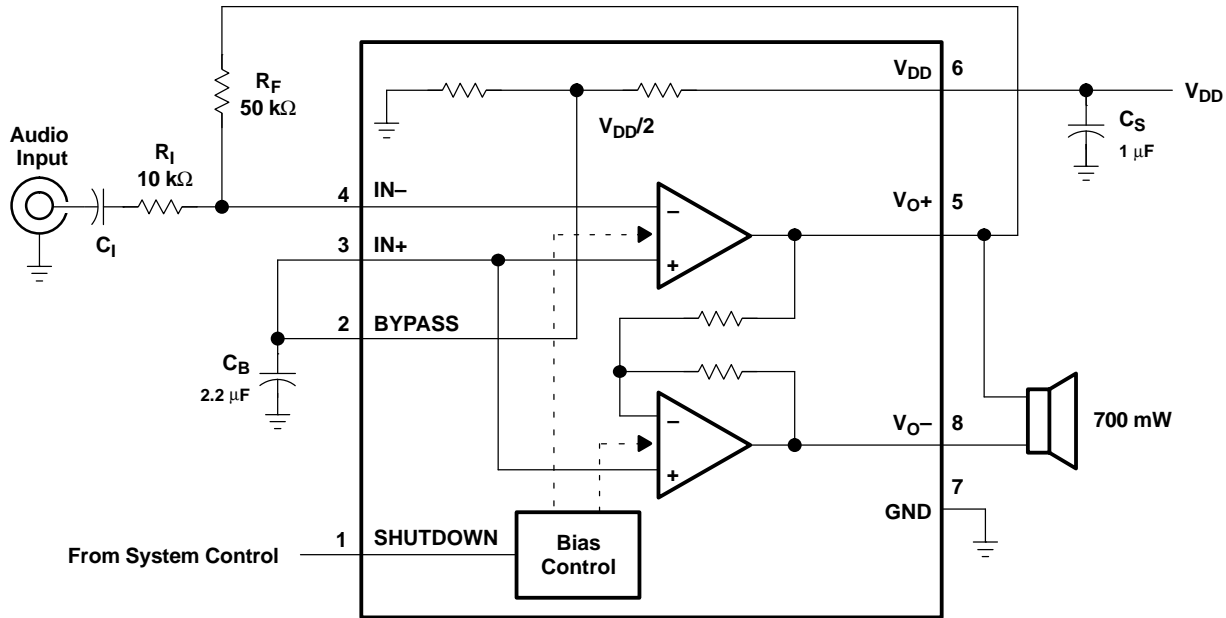 V_DD 6
R_F
50 kΩ
V_DD
V_DD/2
C_S
1 μF
Audio
Input
R_I
10 kΩ
C_I
4 IN–
V_O+ 5
–
+
3 IN+
2 BYPASS
C_B
2.2 μF
–
+
V_O– 8
700 mW
7
GND
1 SHUTDOWN
From System Control
Bias
Control